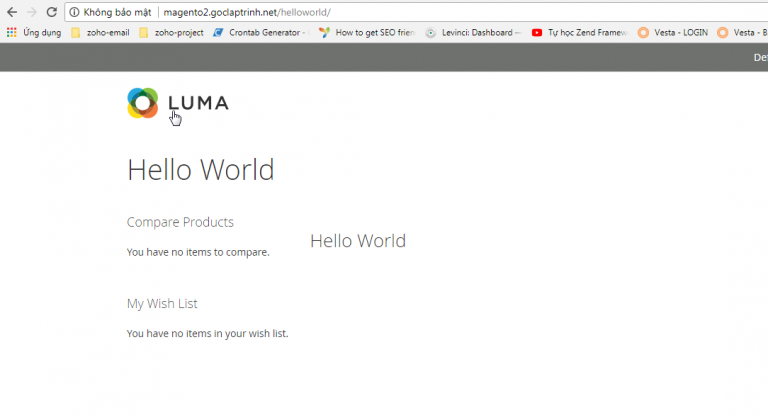 Không bảo mật | magento2.goclaptrinh.net/helloworld/
Ứng dụng zoho-email zoho-project Crontab Generator - How to get SEO frien Levinci: Dashboard — Tự học Zend Framew Vesta - LOGIN Vesta - B
De
LUMA
Hello World
Compare Products
You have no items to compare.
Hello World
My Wish List
You have no items in your wish list.